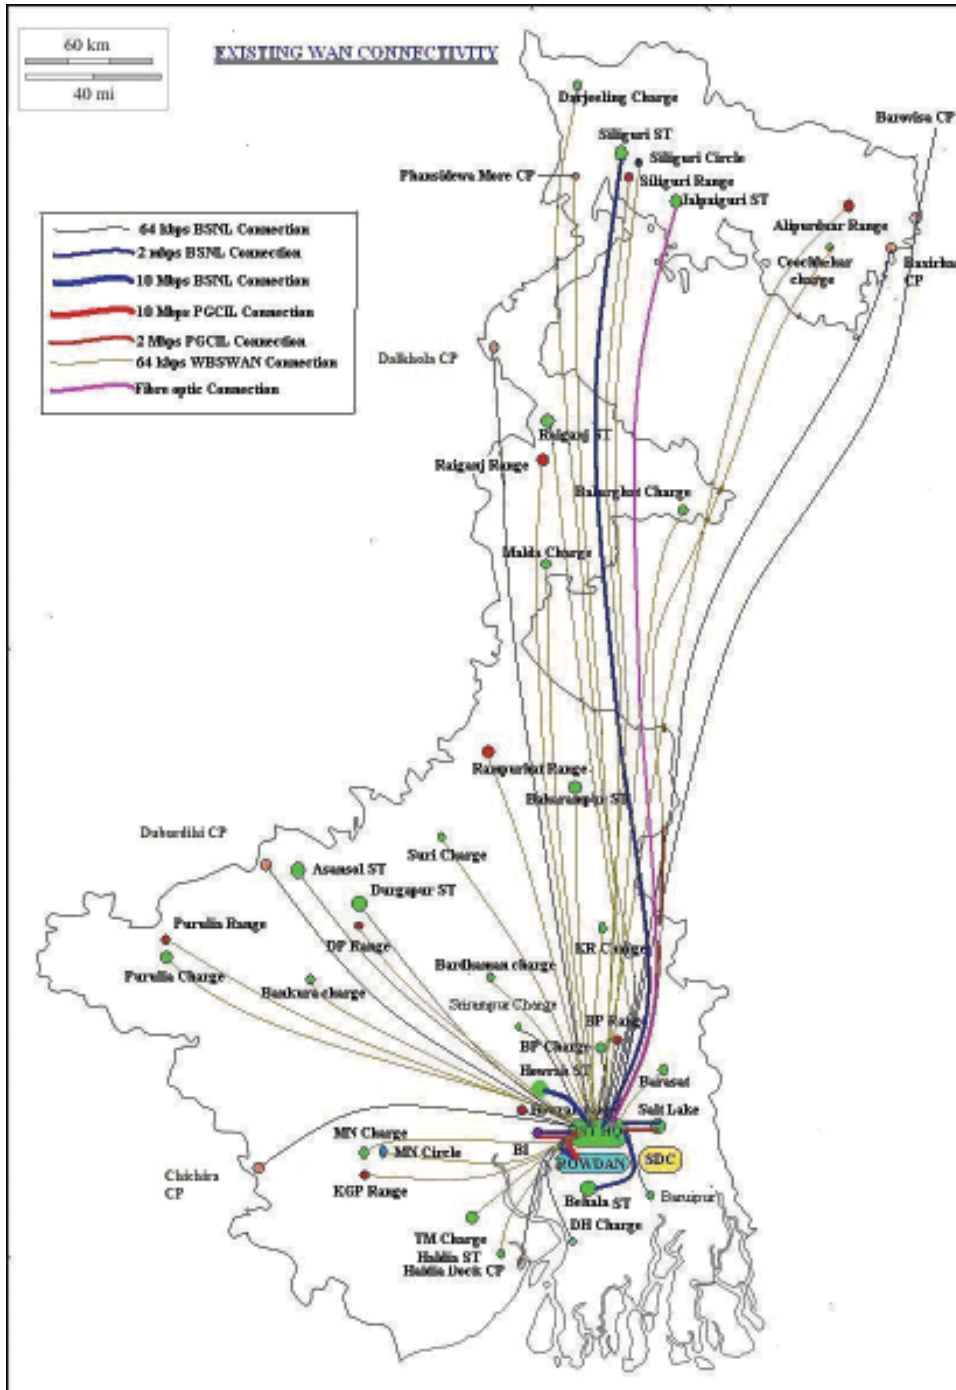 60 km
40 mi
EXISTING WAN CONNECTIVITY
Darjeeling Charge
Barovisa CP
Siliguri ST
Siliguri Circle
Phansidewa More CP
Siliguri Range
Jalpaiguri ST
Alipurduar Range
Coochbehar
charge
CP
64 kbps BSNL Connection
2 mbps BSNL Connection
10 Mbps BSNL Connection
10 Mbps PGCIL Connection
2 Mbps PGCIL Connection
64 kbps WBSWAN Connection
Fibre optic Connection
Dalkhola CP
Raiganj ST
Raiganj Range
Balurghat Charge
Malda Charge
Rampurhat Range
Baharampur ST
Duburdihi CP
Suri Charge
Asansol ST
Durgapur ST
Purulia Range
DP Range
KR Charge
Purulia Charge
Bankura charge
Bardhaman charge
Srirampur Charge
BP Range
BP Charge
Howrah ST
Barasat
Salt Lake
MN Charge
BI
MN Circle
ROWDAN
SDC
Chichira
CP
KGP Range
Behala ST
Baruipur
DH Charge
TM Charge
Haldia ST
Haldia Dock CP